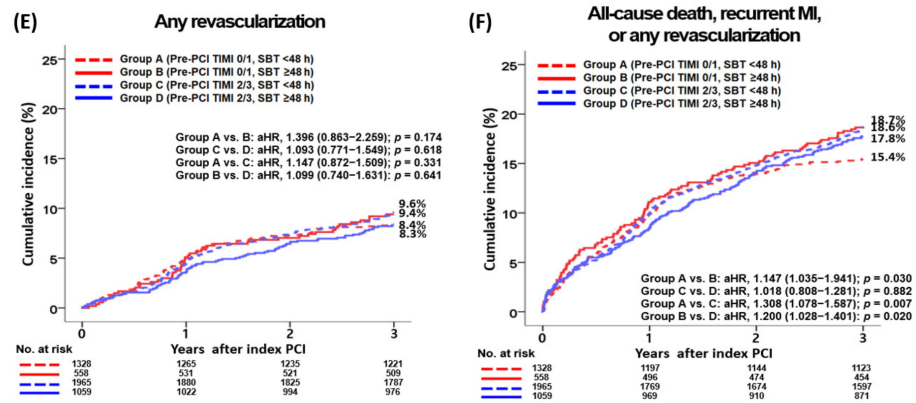 (E)
Any revascularization
Group A (Pre-PCI TIMI 0/1, SBT <48 h)
Group B (Pre-PCI TIMI 0/1, SBT ≥48 h)
Group C (Pre-PCI TIMI 2/3, SBT <48 h)
Group D (Pre-PCI TIMI 2/3, SBT ≥48 h)
Group A vs. B: aHR, 1.396 (0.863−2.259); p = 0.174
Group C vs. D: aHR, 1.093 (0.771−1.549): p = 0.618
Group A vs. C: aHR, 1.147 (0.872−1.509): p = 0.331
Group B vs. D: aHR, 1.099 (0.740−1.631): p = 0.641
Cumulative incidence (%)
25
20
15
10
5
0
9.6%
9.4%
8.4%
8.3%
0 1 2 3
Years after index PCI
No. at risk
1328 1265 1235 1221
558 531 521 509
1965 1880 1825 1787
1059 1022 994 976
(F)
All-cause death, recurrent MI,
or any revascularization
Group A (Pre-PCI TIMI 0/1, SBT <48 h)
Group B (Pre-PCI TIMI 0/1, SBT ≥48 h)
Group C (Pre-PCI TIMI 2/3, SBT <48 h)
Group D (Pre-PCI TIMI 2/3, SBT ≥48 h)
Cumulative incidence (%)
25
20
15
10
5
0
18.7%
18.6%
17.8%
15.4%
Group A vs. B: aHR, 1.147 (1.035−1.941); p = 0.030
Group C vs. D: aHR, 1.018 (0.808−1.281); p = 0.882
Group A vs. C: aHR, 1.308 (1.078−1.587); p = 0.007
Group B vs. D: aHR, 1.200 (1.028−1.401): p = 0.020
0 1 2 3
Years after index PCI
No. at risk
1328 1197 1144 1123
558 496 474 454
1965 1769 1674 1597
1059 969 910 871